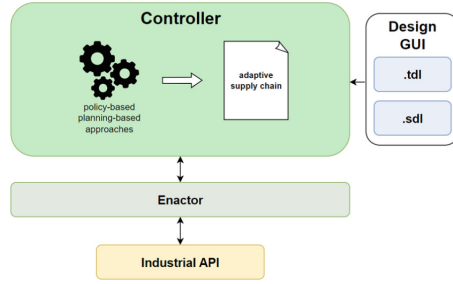 Controller
policy-based
planning-based
approaches
adaptive
supply chain
Design
GUI
.tdl
.sdl
Enactor
Industrial API